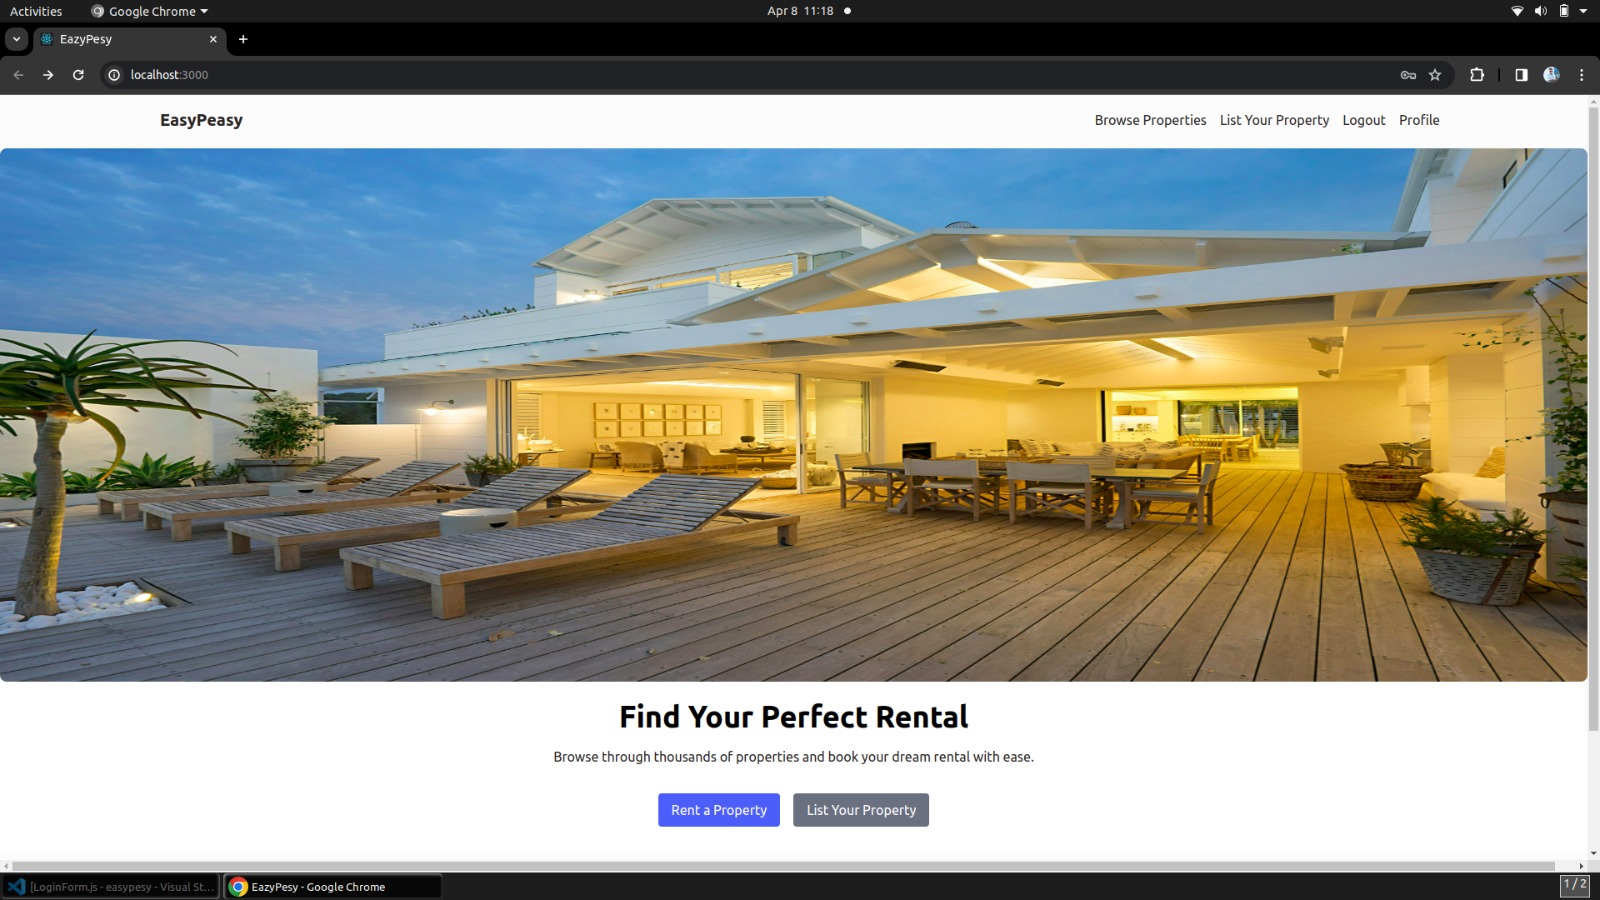 Activities Google Chrome Apr 8 11:18
EazyPesy
localhost:3000
EasyPeasy Browse Properties List Your Property Logout Profile
Find Your Perfect Rental
Browse through thousands of properties and book your dream rental with ease.
Rent a Property List Your Property
[LoginForm.js - easypesy - Visual St... EazyPesy - Google Chrome 1 / 2